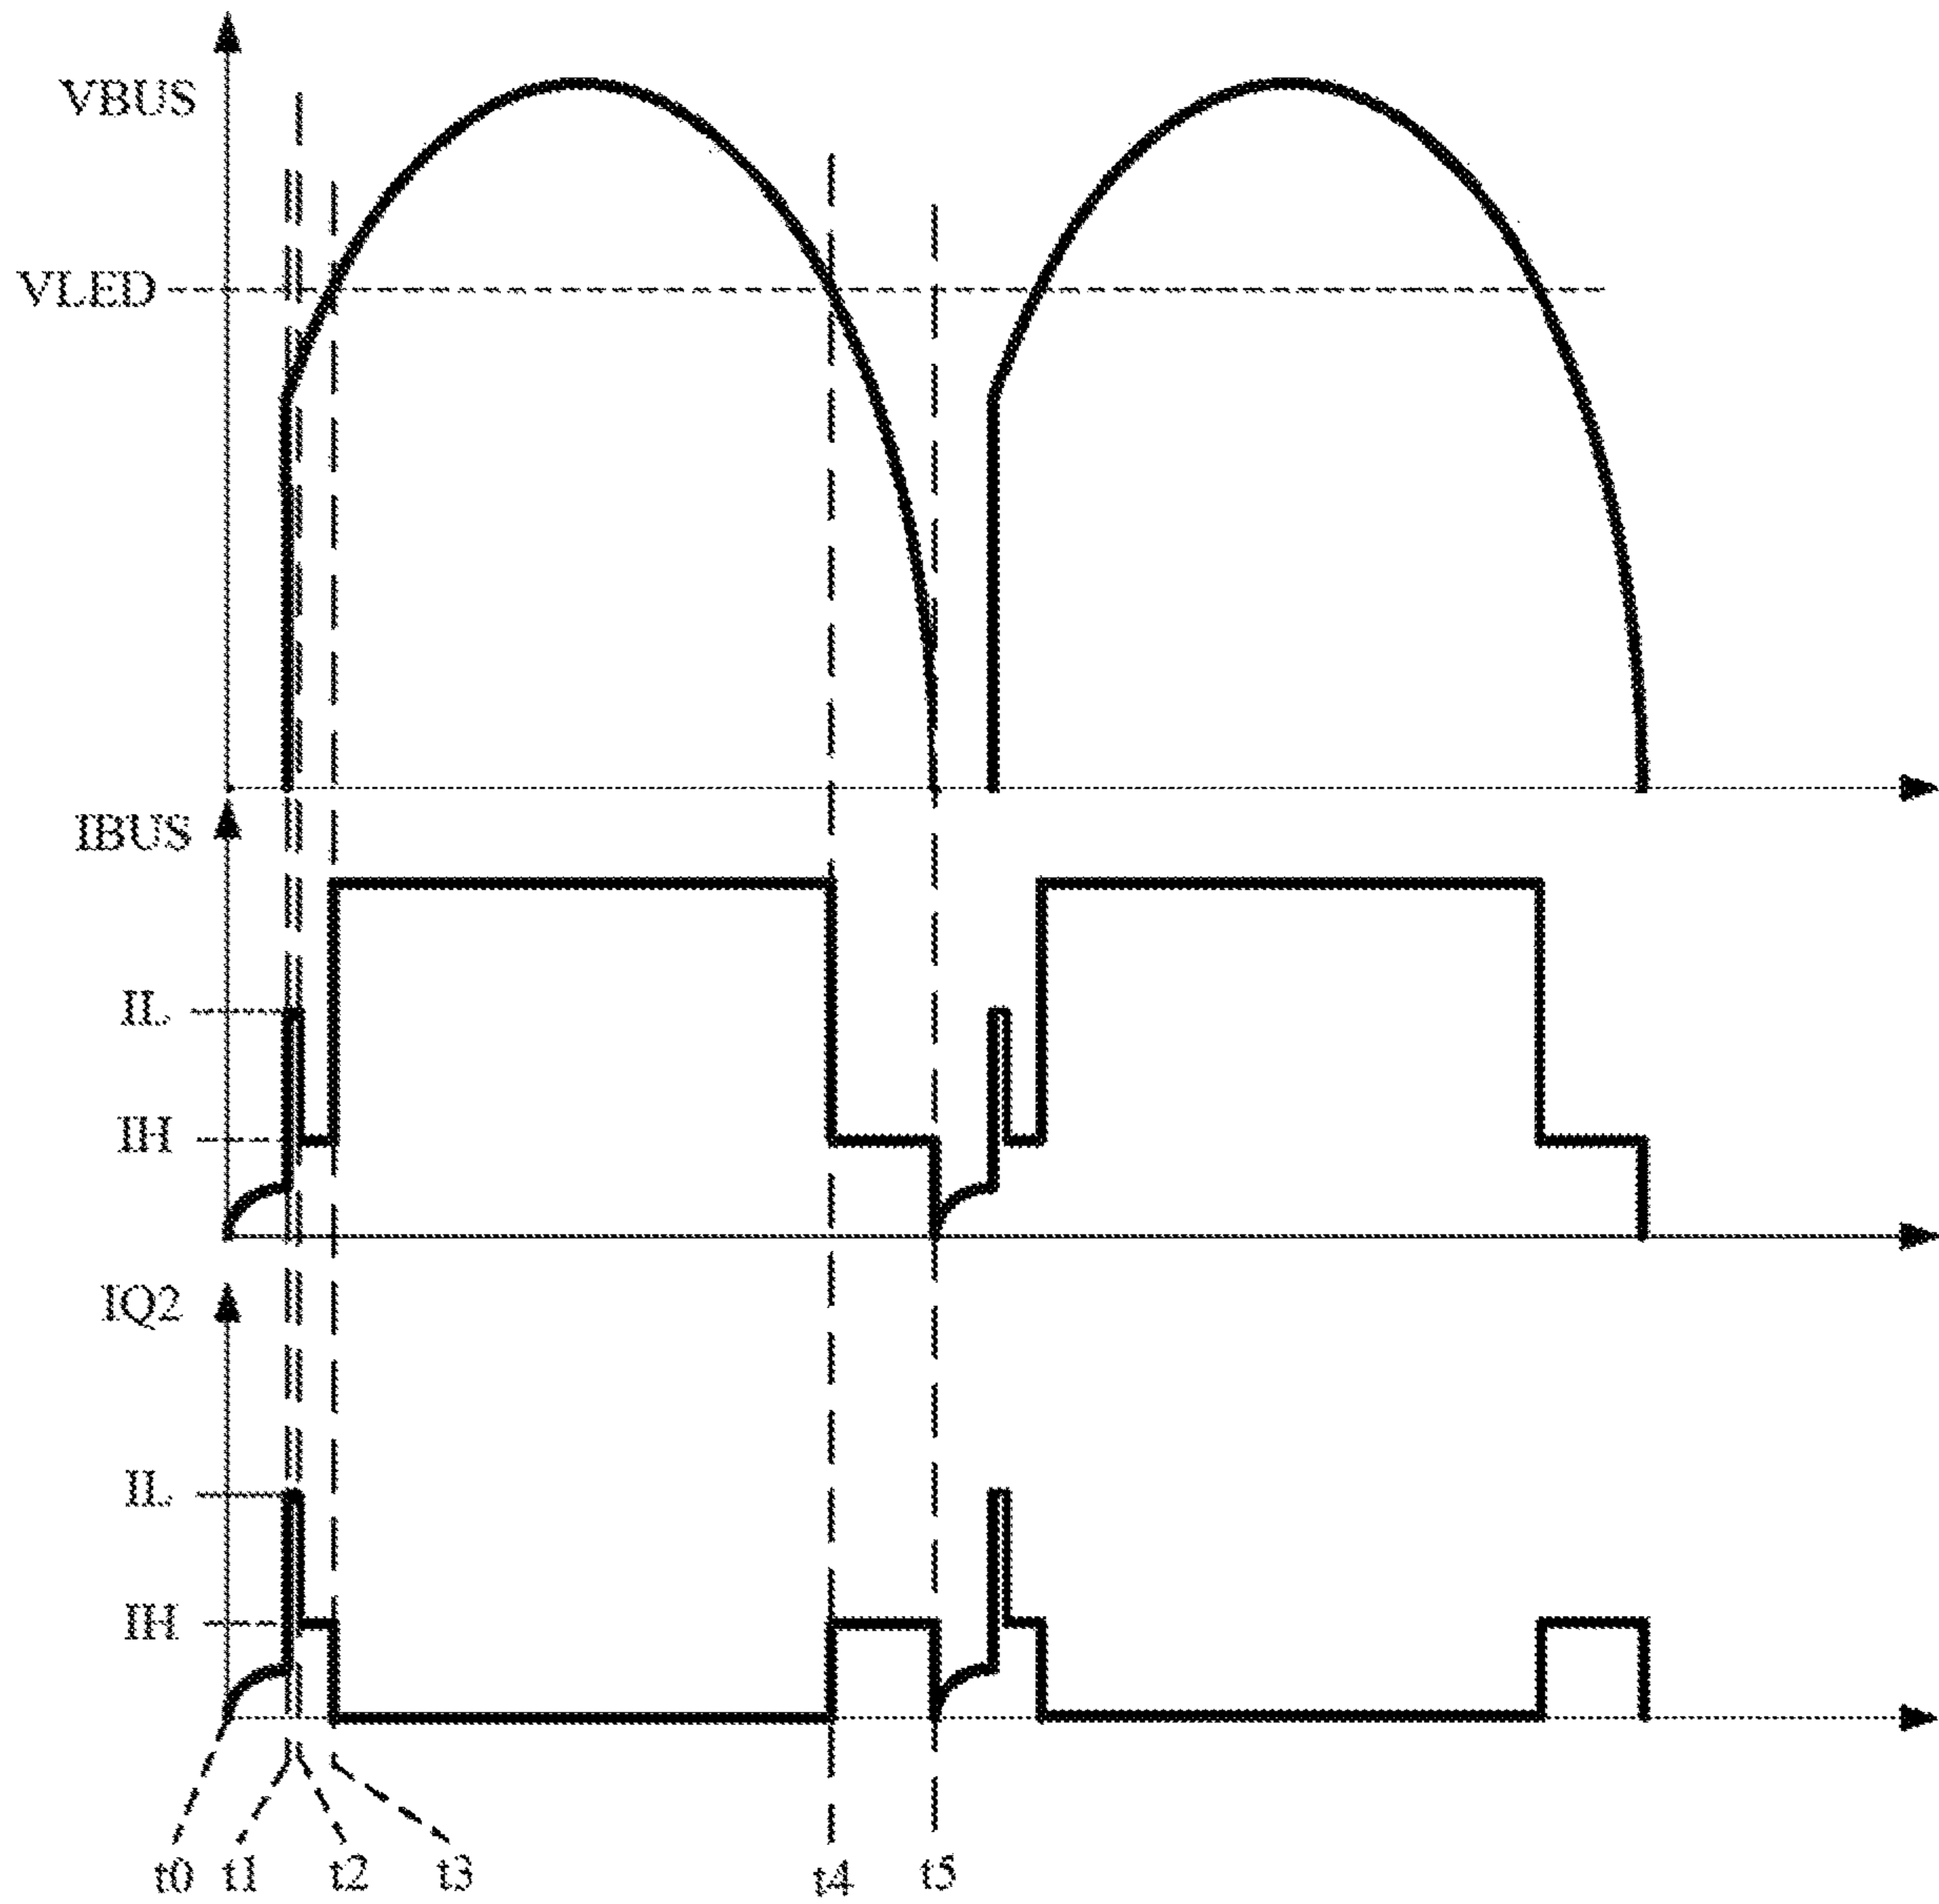 VBUS
VLED
IBUS
IL
IH
IQ2
IL
IH
t0 t1 t2 t3 t4 t5